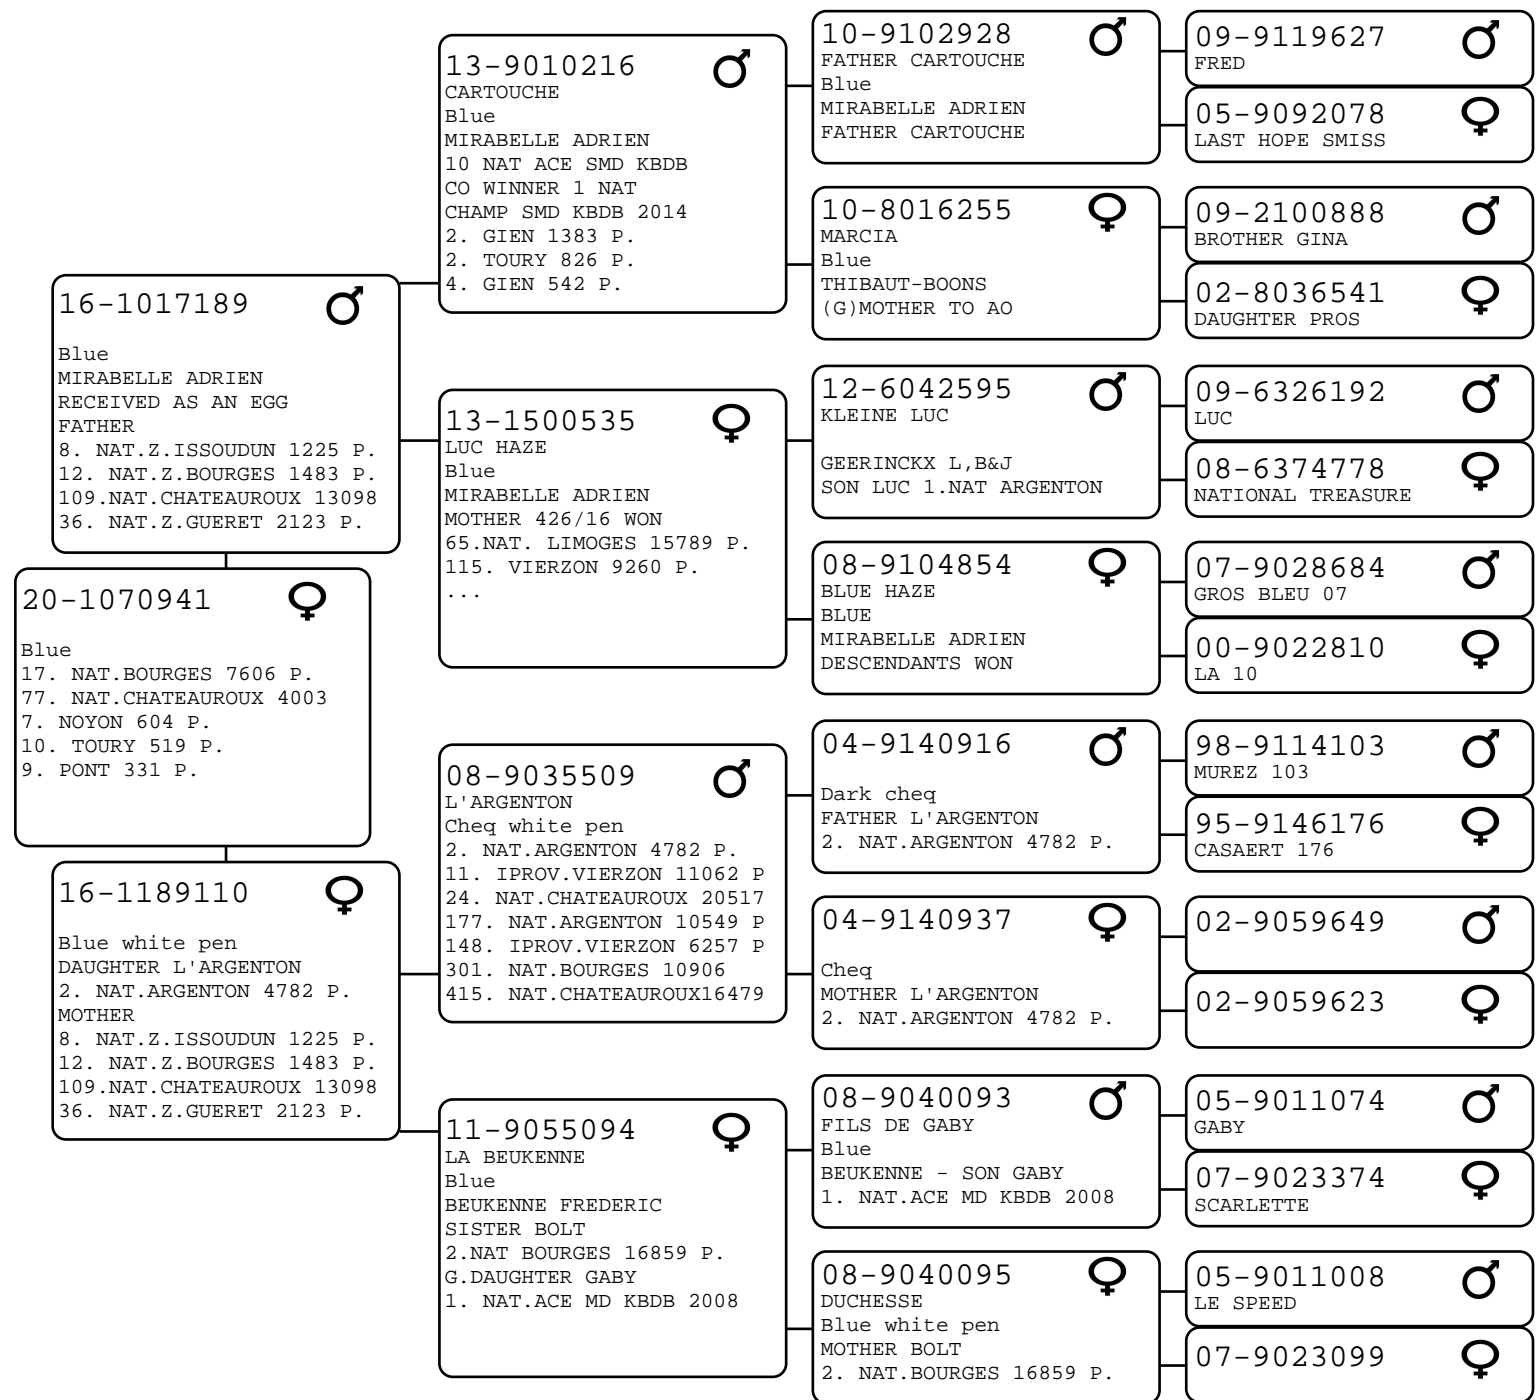 16-1017189
Blue
MIRABELLE ADRIEN
RECEIVED AS AN EGG
FATHER
8. NAT.Z.ISSOUDUN 1225 P.
12. NAT.Z.BOURGES 1483 P.
109.NAT.CHATEAUROUX 13098
36. NAT.Z.GUERET 2123 P.
20-1070941
Blue
17. NAT.BOURGES 7606 P.
77. NAT.CHATEAUROUX 4003
7. NOYON 604 P.
10. TOURY 519 P.
9. PONT 331 P.
16-1189110
Blue white pen
DAUGHTER L'ARGENTON
2. NAT.ARGENTON 4782 P.
MOTHER
8. NAT.Z.ISSOUDUN 1225 P.
12. NAT.Z.BOURGES 1483 P.
109.NAT.CHATEAUROUX 13098
36. NAT.Z.GUERET 2123 P.
13-9010216
CARTOUCHE
Blue
MIRABELLE ADRIEN
10 NAT ACE SMD KBDB
CO WINNER 1 NAT
CHAMP SMD KBDB 2014
2. GIEN 1383 P.
2. TOURY 826 P.
4. GIEN 542 P.
13-1500535
LUC HAZE
Blue
MIRABELLE ADRIEN
MOTHER 426/16 WON
65.NAT. LIMOGES 15789 P.
115. VIERZON 9260 P.
...
08-9035509
L'ARGENTON
Cheq white pen
2. NAT.ARGENTON 4782 P.
11. IPROV.VIERZON 11062 P
24. NAT.CHATEAUROUX 20517
177. NAT.ARGENTON 10549 P
148. IPROV.VIERZON 6257 P
301. NAT.BOURGES 10906
415. NAT.CHATEAUROUX16479
11-9055094
LA BEUKENNE
Blue
BEUKENNE FREDERIC
SISTER BOLT
2.NAT BOURGES 16859 P.
G.DAUGHTER GABY
1. NAT.ACE MD KBDB 2008
10-9102928
FATHER CARTOUCHE
Blue
MIRABELLE ADRIEN
FATHER CARTOUCHE
10-8016255
MARCIA
Blue
THIBAUT-BOONS
(G)MOTHER TO AO
12-6042595
KLEINE LUC
GEERINCKX L,B&J
SON LUC 1.NAT ARGENTON
08-9104854
BLUE HAZE
BLUE
MIRABELLE ADRIEN
DESCENDANTS WON
04-9140916
Dark cheq
FATHER L'ARGENTON
2. NAT.ARGENTON 4782 P.
04-9140937
Cheq
MOTHER L'ARGENTON
2. NAT.ARGENTON 4782 P.
08-9040093
FILS DE GABY
Blue
BEUKENNE - SON GABY
1. NAT.ACE MD KBDB 2008
08-9040095
DUCHESSE
Blue white pen
MOTHER BOLT
2. NAT.BOURGES 16859 P.
09-9119627
FRED
05-9092078
LAST HOPE SMISS
09-2100888
BROTHER GINA
02-8036541
DAUGHTER PROS
09-6326192
LUC
08-6374778
NATIONAL TREASURE
07-9028684
GROS BLEU 07
00-9022810
LA 10
98-9114103
MUREZ 103
95-9146176
CASAERT 176
02-9059649
02-9059623
05-9011074
GABY
07-9023374
SCARLETTE
05-9011008
LE SPEED
07-9023099